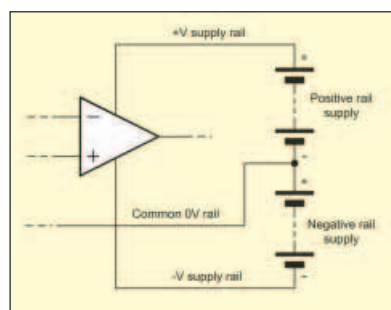 +V supply rail
+
Positive rail
supply
−
+
-
+
Common 0V rail
Negative rail
supply
-V supply rail
-